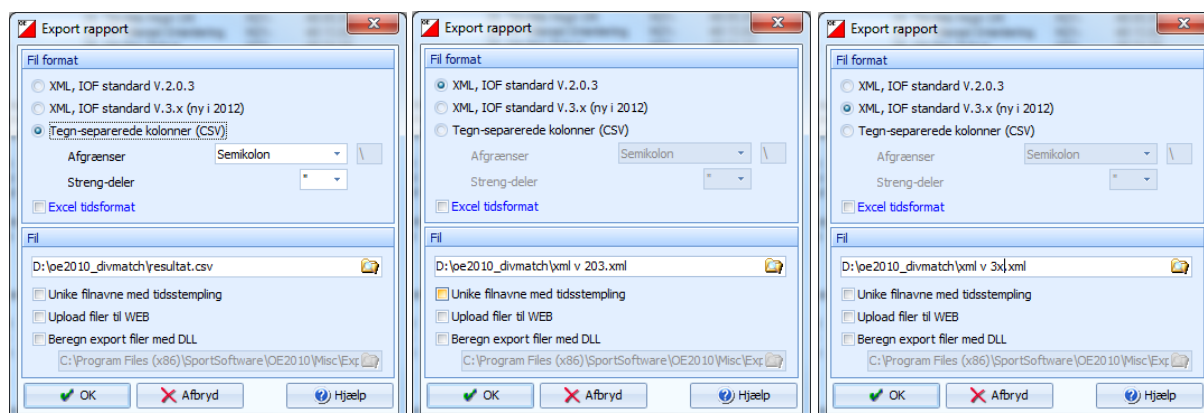 OE Export rapport
Fil format
XML, IOF standard V.2.0.3
XML, IOF standard V.3.x (ny i 2012)
Tegn-separerede kolonner (CSV)
Afgrænser Semikolon \
Streng-deler "
Excel tidsformat
Fil
D:\oe2010_divmatch\resultat.csv
Unike filnavne med tidsstempling
Upload filer til WEB
Beregn export filer med DLL
C:\Program Files (x86)\SportSoftware\OE2010\Misc\Exp
OK Afbryd Hjælp
OE Export rapport
Fil format
XML, IOF standard V.2.0.3
XML, IOF standard V.3.x (ny i 2012)
Tegn-separerede kolonner (CSV)
Afgrænser Semikolon \
Streng-deler "
Excel tidsformat
Fil
D:\oe2010_divmatch\xml v 203.xml
Unike filnavne med tidsstempling
Upload filer til WEB
Beregn export filer med DLL
C:\Program Files (x86)\SportSoftware\OE2010\Misc\Exp
OK Afbryd Hjælp
OE Export rapport
Fil format
XML, IOF standard V.2.0.3
XML, IOF standard V.3.x (ny i 2012)
Tegn-separerede kolonner (CSV)
Afgrænser Semikolon \
Streng-deler "
Excel tidsformat
Fil
D:\oe2010_divmatch\xml v 3x.xml
Unike filnavne med tidsstempling
Upload filer til WEB
Beregn export filer med DLL
C:\Program Files (x86)\SportSoftware\OE2010\Misc\Exp
OK Afbryd Hjælp